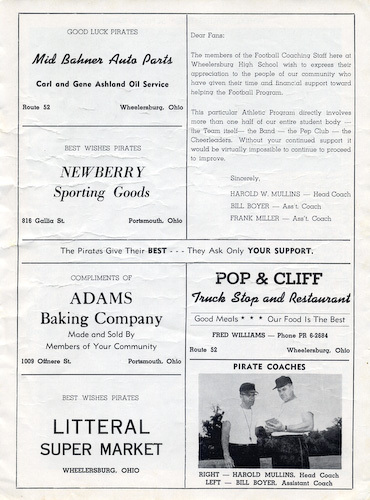 GOOD LUCK PIRATES
Mid Bahner Auto Parts
Carl and Gene Ashland Oil Service
Route 52 Wheelersburg, Ohio
BEST WISHES PIRATES
NEWBERRY
Sporting Goods
816 Gallia St. Portsmouth, Ohio
Dear Fans:
The members of the Football Coaching Staff here at
Wheelersburg High School wish to express their
appreciation to the people of our community who
have given their time and financial support toward
helping the Football Program.
This particular Athletic Program directly involves
more than one half of our entire student body —
the Team itself— the Band — the Pep Club — the
Cheerleaders. Without your continued support it
would be virtually impossible to continue to proceed
to improve.
Sincerely,
HAROLD W. MULLINS — Head Coach
BILL BOYER — Ass't. Coach
FRANK MILLER — Ass't. Coach
The Pirates Give Their BEST - - - They Ask Only YOUR SUPPORT.
COMPLIMENTS OF
ADAMS
Baking Company
Made and Sold By
Members of Your Community
1009 Offnere St. Portsmouth, Ohio
BEST WISHES PIRATES
LITTERAL
SUPER MARKET
WHEELERSBURG, OHIO
POP & CLIFF
Truck Stop and Restaurant
Good Meals * * * Our Food Is The Best
FRED WILLIAMS — Phone PR 6-2684
Route 52 Wheelersburg, Ohio
PIRATE COACHES
RIGHT — HAROLD MULLINS, Head Coach
LEFT — BILL BOYER, Assistant Coach